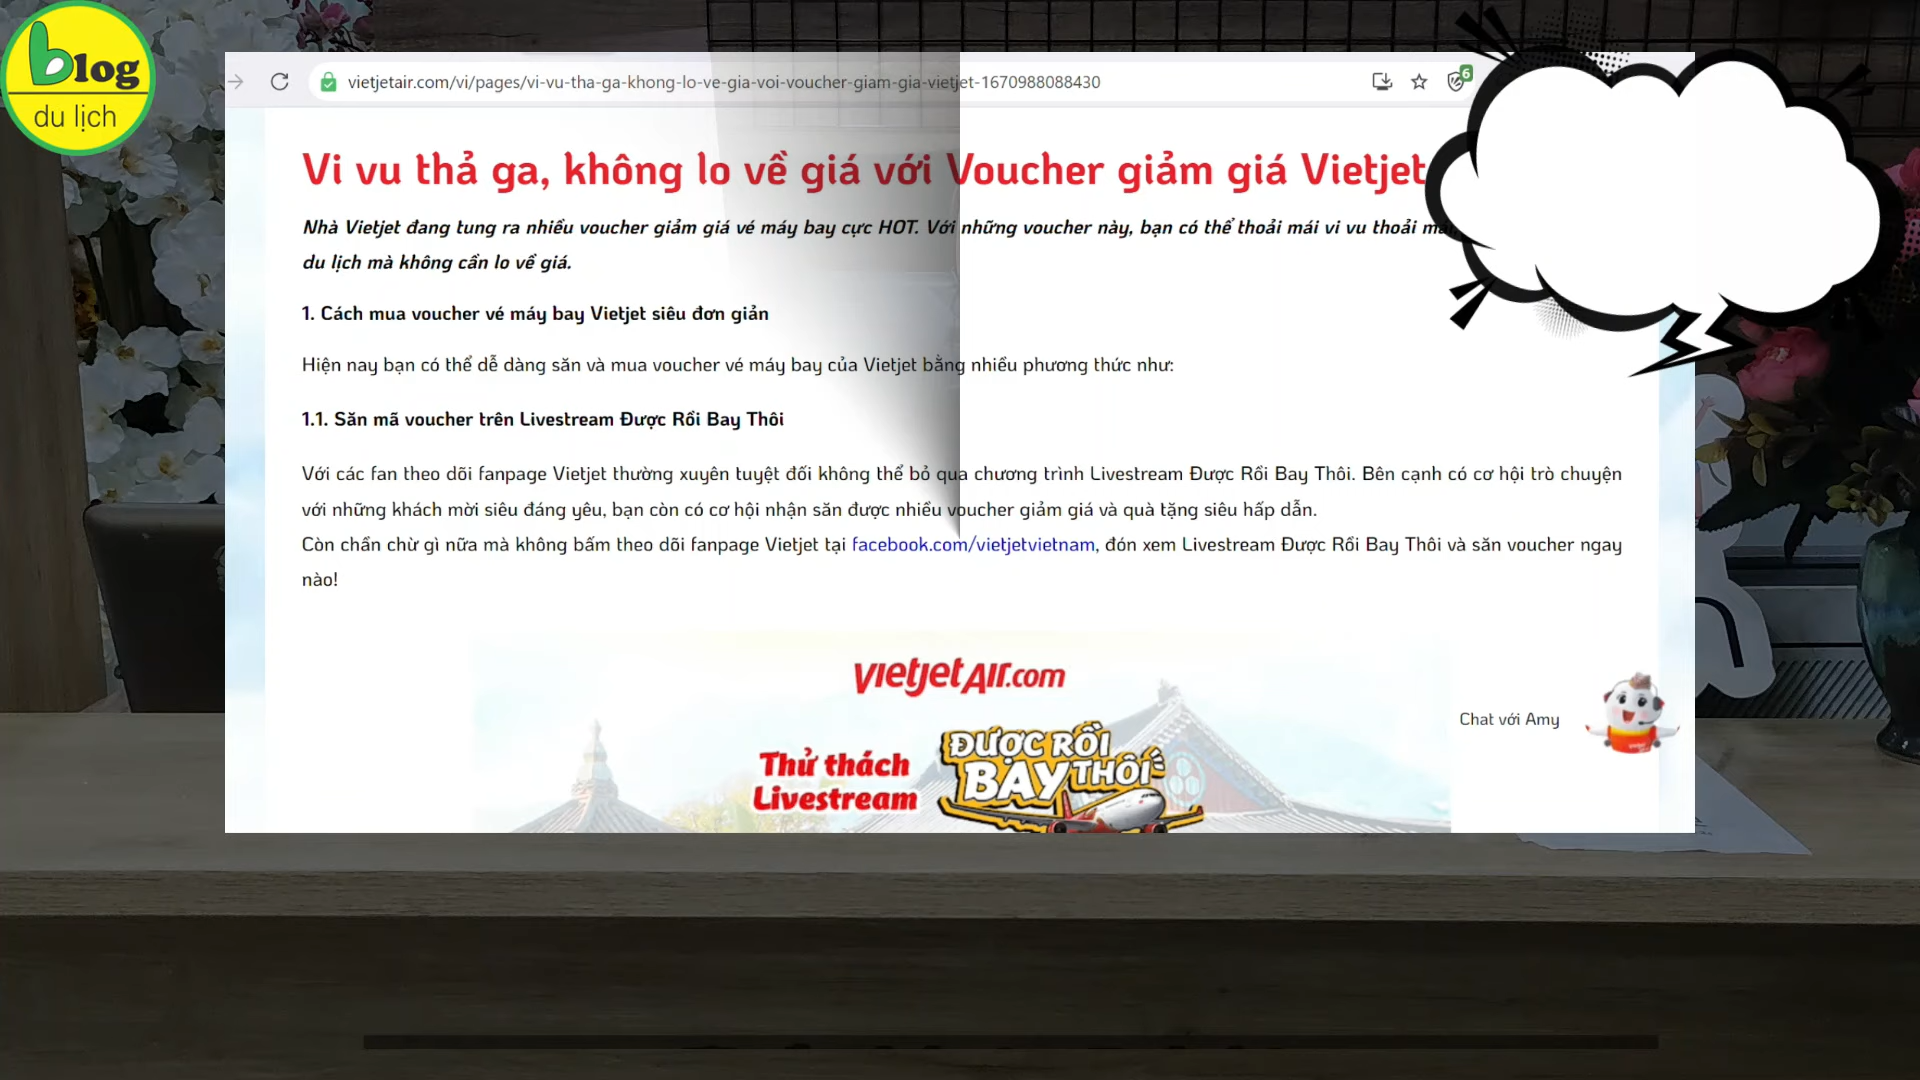 blog
du lịch
vietjetair.com/vi/pages/vi-vu-tha-ga-khong-lo-ve-gia-voi-voucher-giam-gia-vietjet-1670988088430
6
Vi vu thả ga, không lo về giá với Voucher giảm giá Vietjet
Nhà Vietjet đang tung ra nhiều voucher giảm giá vé máy bay cực HOT. Với những voucher này, bạn có thể thoải mái vi vu thoải
du lịch mà không cần lo về giá.
1. Cách mua voucher vé máy bay Vietjet siêu đơn giản
Hiện nay bạn có thể dễ dàng săn và mua voucher vé máy bay của Vietjet bằng nhiều phương thức như:
1.1. Săn mã voucher trên Livestream Được Rồi Bay Thôi
Với các fan theo dõi fanpage Vietjet thường xuyên tuyệt đối không thể bỏ qua chương trình Livestream Được Rồi Bay Thôi. Bên cạnh có cơ hội trò chuyện
với những khách mời siêu đáng yêu, bạn còn có cơ hội nhận săn được nhiều voucher giảm giá và quà tặng siêu hấp dẫn.
Còn chần chừ gì nữa mà không bấm theo dõi fanpage Vietjet tại facebook.com/vietjetvietnam, đón xem Livestream Được Rồi Bay Thôi và săn voucher ngay
nào!
vietjetAir.com
Thử thách
Livestream
ĐƯỢC RỒI
BAY THÔI
Chat với Amy